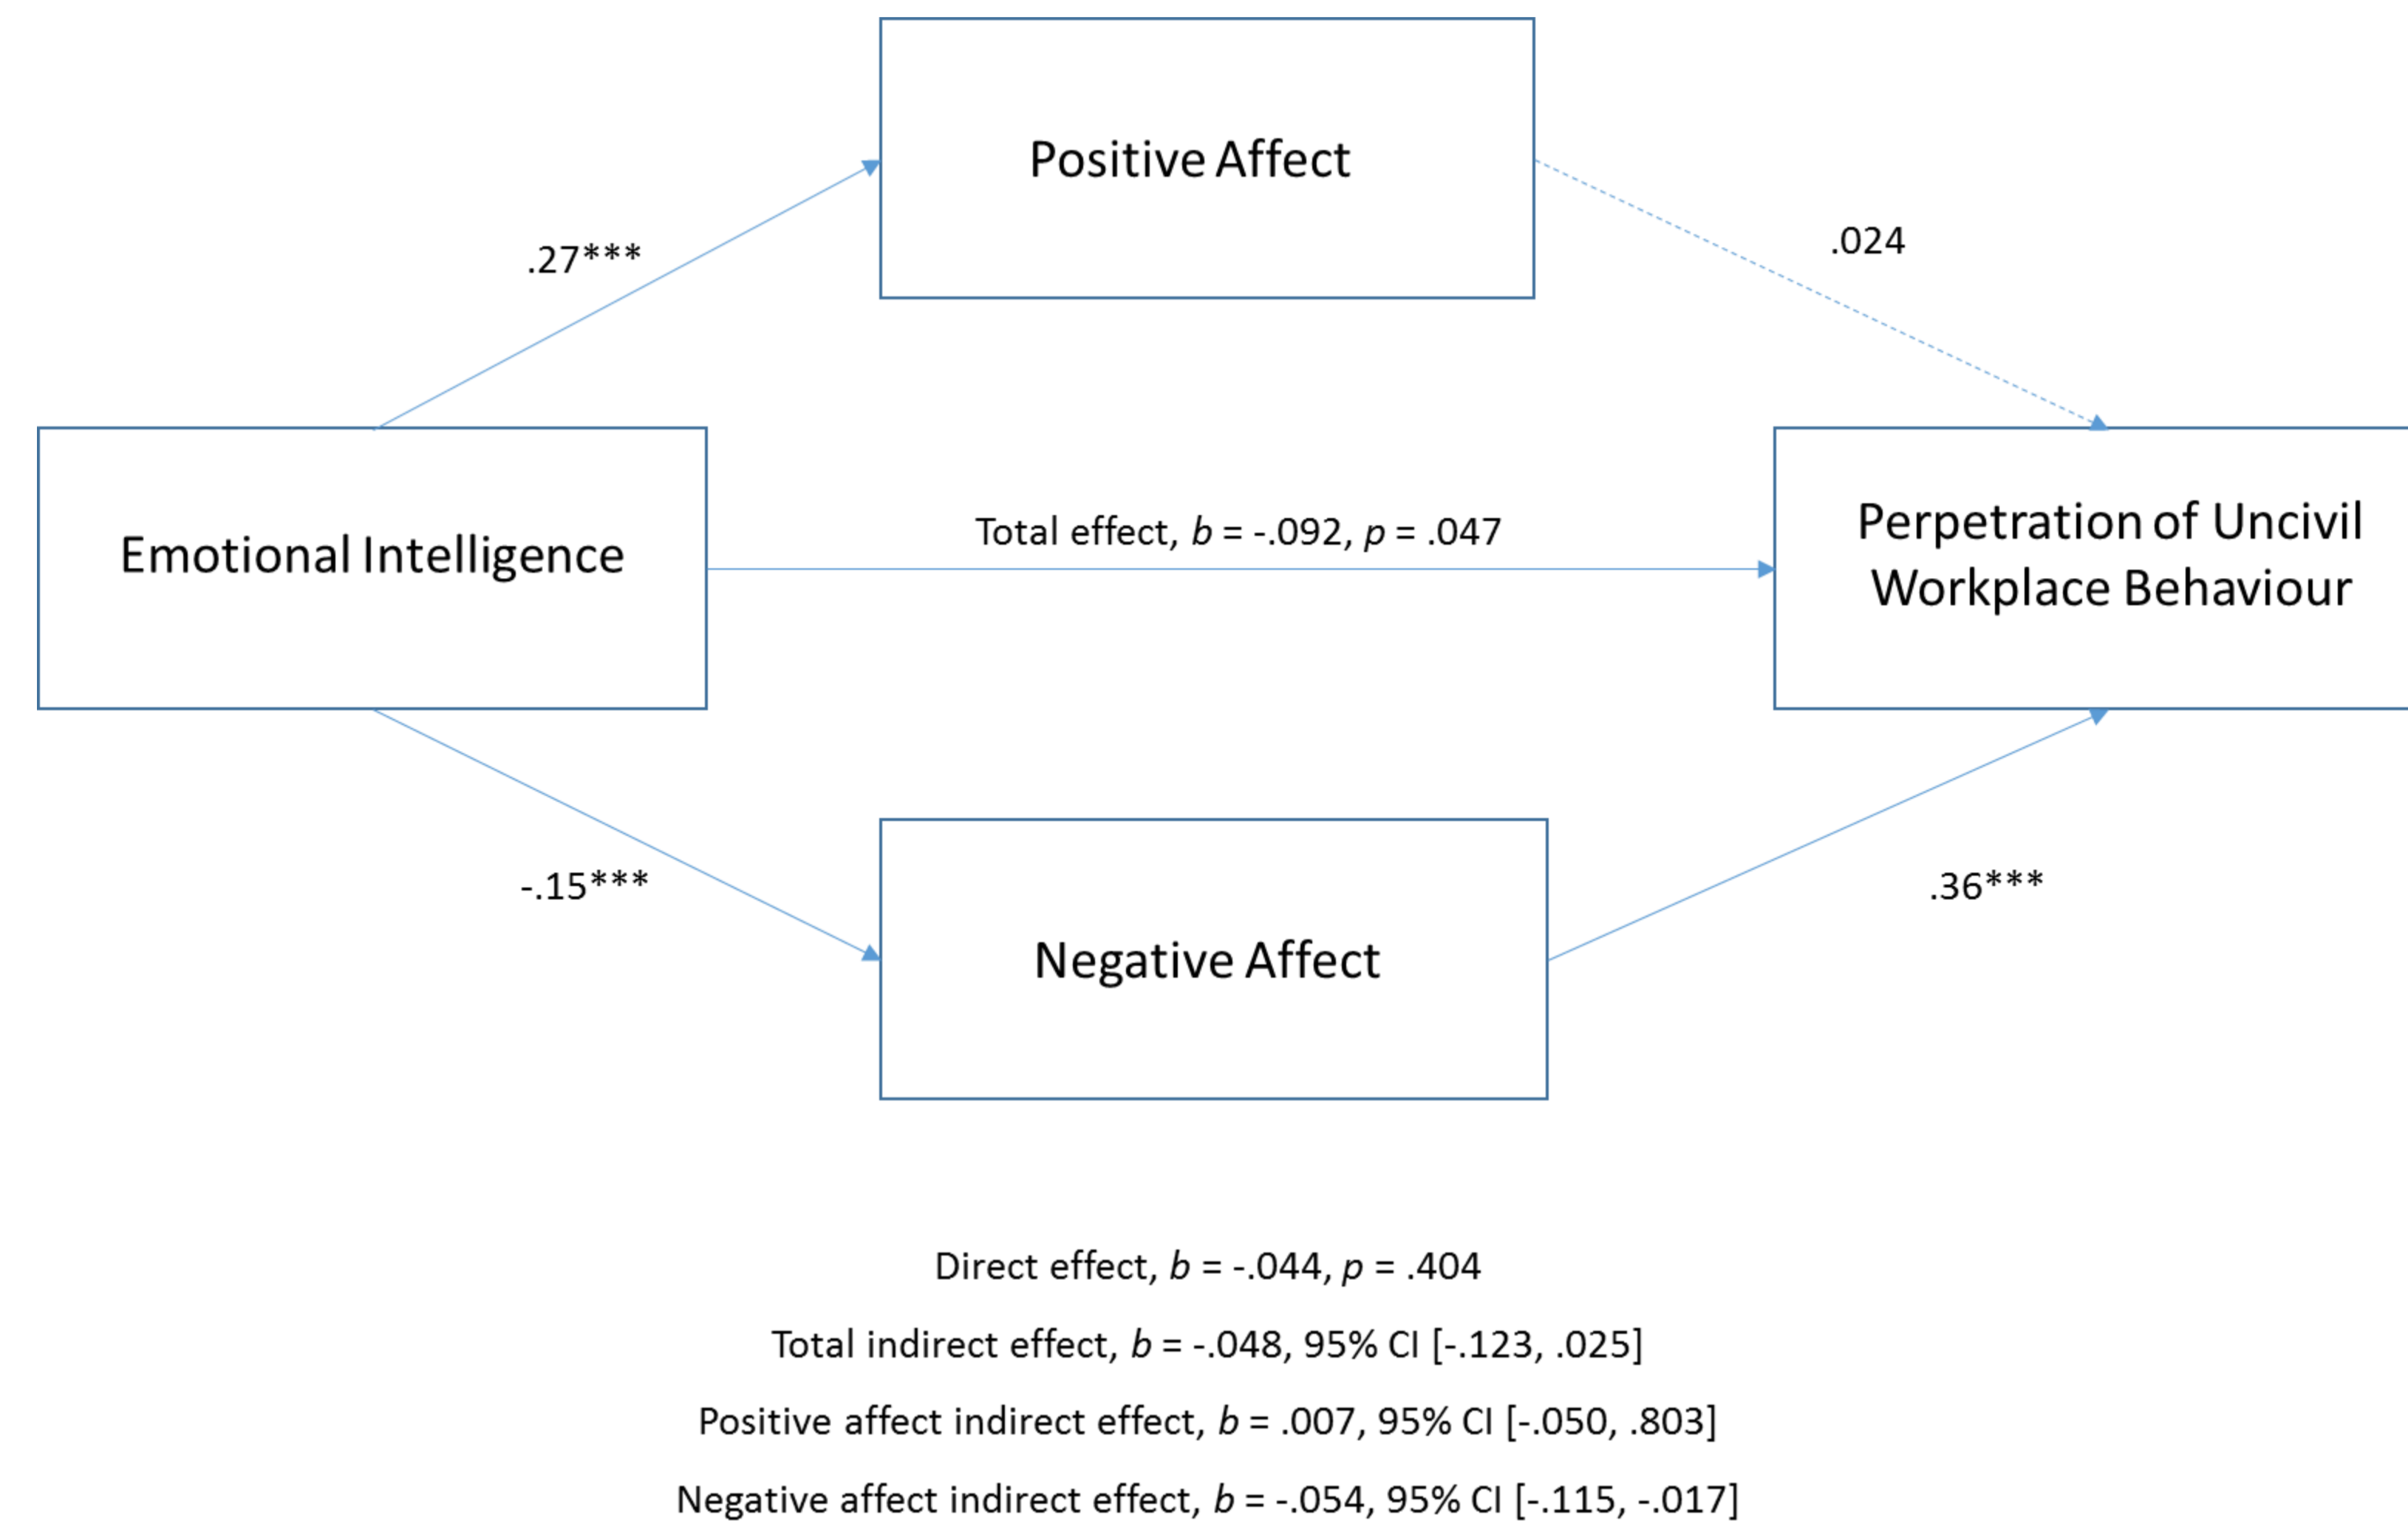 Positive Affect
.27***
.024
Emotional Intelligence
Total effect, b = -.092, p = .047
Perpetration of Uncivil
Workplace Behaviour
-.15***
.36***
Negative Affect
Direct effect, b = -.044, p = .404
Total indirect effect, b = -.048, 95% CI [-.123, .025]
Positive affect indirect effect, b = .007, 95% CI [-.050, .803]
Negative affect indirect effect, b = -.054, 95% CI [-.115, -.017]